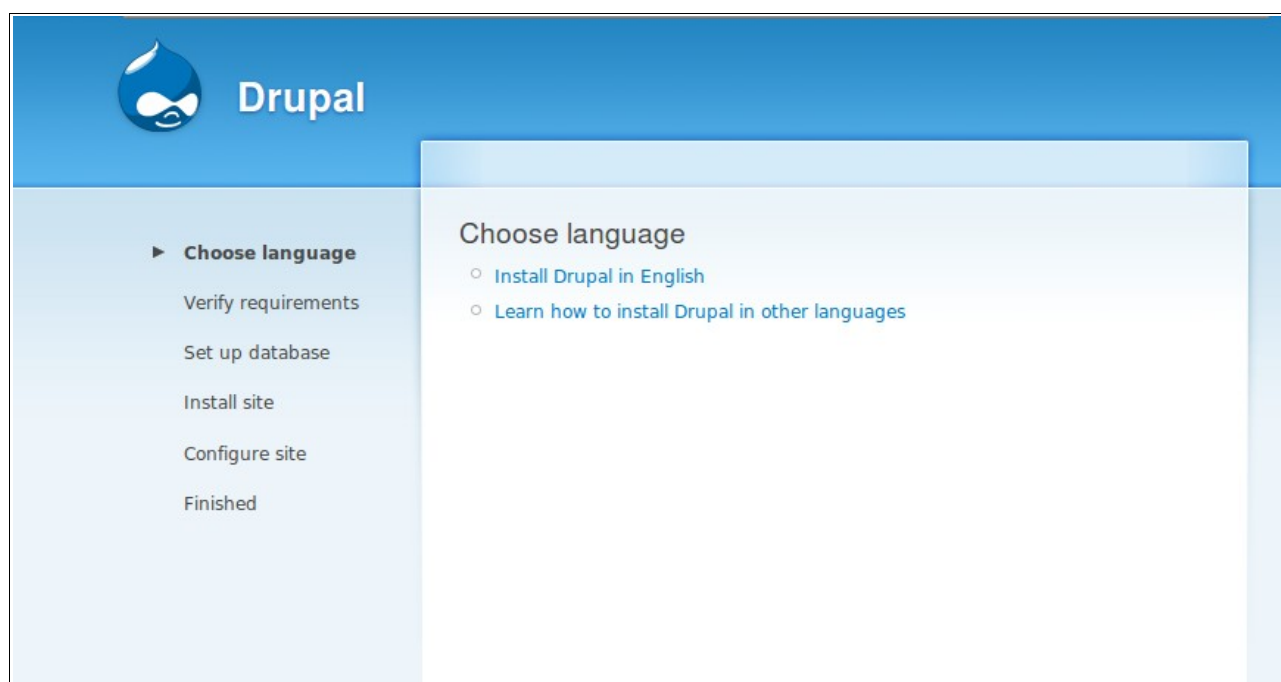 Drupal
Choose language
Verify requirements
Set up database
Install site
Configure site
Finished
Choose language
Install Drupal in English
Learn how to install Drupal in other languages